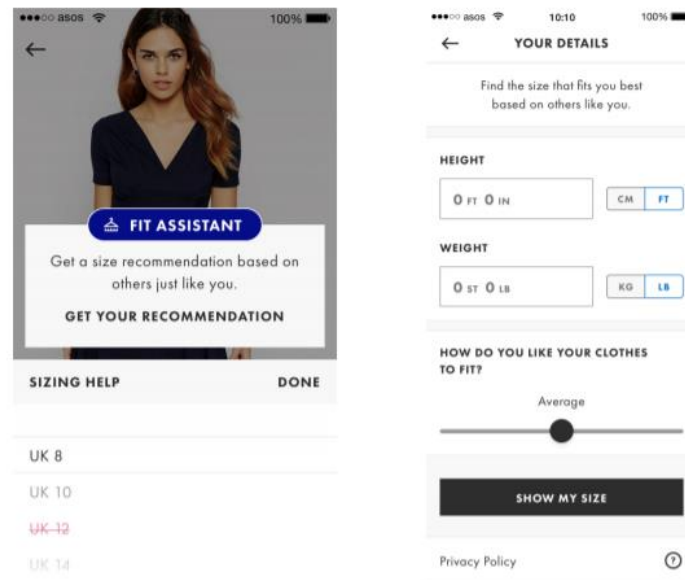 asos 100%
FIT ASSISTANT
Get a size recommendation based on
others just like you.
GET YOUR RECOMMENDATION
SIZING HELP DONE
UK 8
UK 10
UK 12
UK 14
asos 10:10 100%
YOUR DETAILS
Find the size that fits you best
based on others like you.
HEIGHT
0 FT 0 IN CM FT
WEIGHT
0 ST 0 LB KG LB
HOW DO YOU LIKE YOUR CLOTHES
TO FIT?
Average
SHOW MY SIZE
Privacy Policy ?